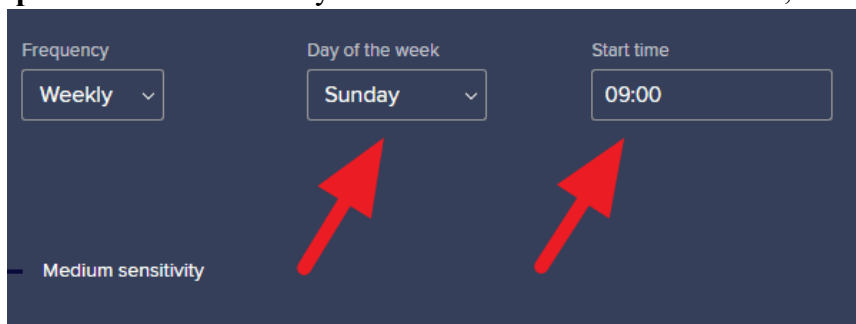 Frequency Day of the week Start time
Weekly Sunday 09:00
Medium sensitivity